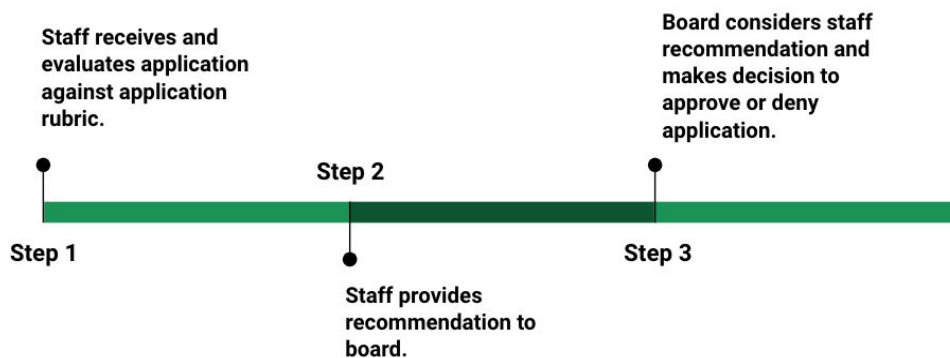 Staff receives and
evaluates application
against application
rubric.
Step 1
Step 2
Staff provides
recommendation to
board.
Board considers staff
recommendation and
makes decision to
approve or deny
application.
Step 3